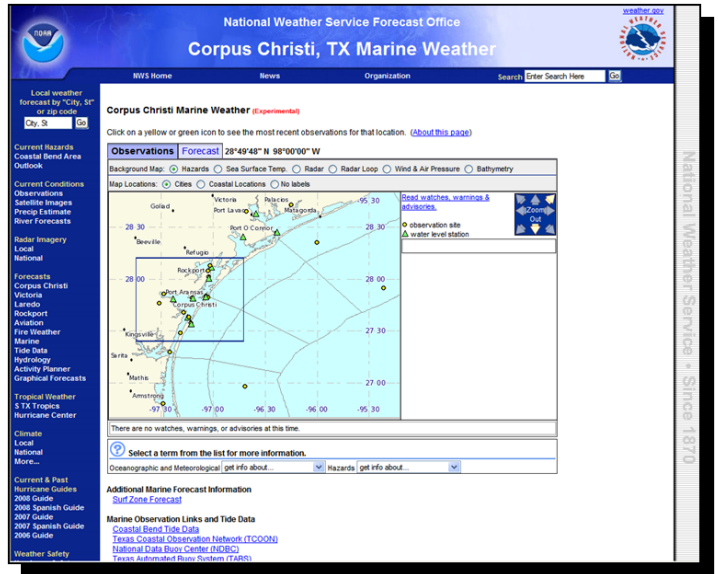 weather.gov
NOAA
National Weather Service Forecast Office
Corpus Christi, TX Marine Weather
NWS Home News Organization Search Enter Search Here Go
Local weather
forecast by "City, St"
or zip code
City, St Go
Current Hazards
Coastal Bend Area
Outlook
Current Conditions
Observations
Satellite Images
Precip Estimate
River Forecasts
Radar Imagery
Local
National
Forecasts
Corpus Christi
Victoria
Laredo
Rockport
Aviation
Fire Weather
Marine
Tide Data
Hydrology
Activity Planner
Graphical Forecasts
Tropical Weather
S TX Tropics
Hurricane Center
Climate
Local
National
More...
Current & Past
Hurricane Guides
2008 Guide
2008 Spanish Guide
2007 Guide
2007 Spanish Guide
2006 Guide
Weather Safety
Corpus Christi Marine Weather (Experimental)
Click on a yellow or green icon to see the most recent observations for that location. (About this page)
Observations Forecast 28°49'48" N 98°00'00" W
Background Map: Hazards Sea Surface Temp. Radar Radar Loop Wind & Air Pressure Bathymetry
Map Locations: Cities Coastal Locations No labels
Goliad Victoria Palacios -95 30
Port Lavaca Matagorda
28 30 Port O Connor 28 30
Beeville
Refugio
28 00 Rockport 28 00
Port Aransas
Corpus Christi
Kingsville 27 30
Sarita
Mathis 27 00
Armstrong
-97 30 -97 00 -96 30 -96 00 -95 30
Read watches, warnings &
advisories.
observation site
water level station
Zoom
Out
There are no watches, warnings, or advisories at this time.
? Select a term from the list for more information.
Oceanographic and Meteorological get info about... Hazards get info about...
Additional Marine Forecast Information
Surf Zone Forecast
Marine Observation Links and Tide Data
Coastal Bend Tide Data
Texas Coastal Observation Network (TCOON)
National Data Buoy Center (NDBC)
Texas Automated Buoy System (TABS)
National Weather Service • Since 1870